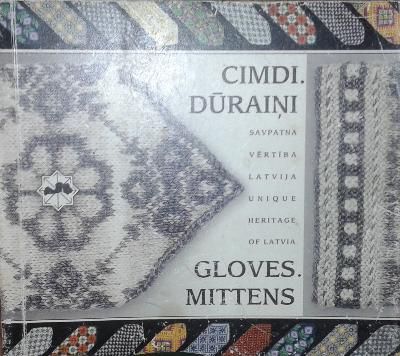 CIMDI.
DŪRAIŅI
SAVPATNA
VĒRTĪBA
LATVIJA
UNIQUE
HERITAGE
OF LATVIA
GLOVES.
MITTENS